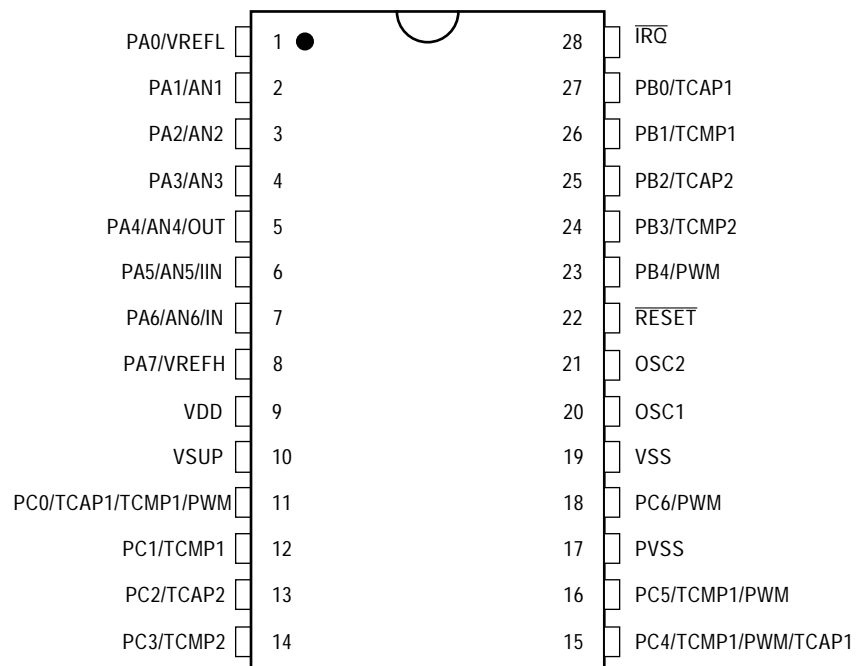 PA0/VREFL 1 28 IRQ
PA1/AN1 2 27 PB0/TCAP1
PA2/AN2 3 26 PB1/TCMP1
PA3/AN3 4 25 PB2/TCAP2
PA4/AN4/OUT 5 24 PB3/TCMP2
PA5/AN5/IIN 6 23 PB4/PWM
PA6/AN6/IN 7 22 RESET
PA7/VREFH 8 21 OSC2
VDD 9 20 OSC1
VSUP 10 19 VSS
PC0/TCAP1/TCMP1/PWM 11 18 PC6/PWM
PC1/TCMP1 12 17 PVSS
PC2/TCAP2 13 16 PC5/TCMP1/PWM
PC3/TCMP2 14 15 PC4/TCMP1/PWM/TCAP1